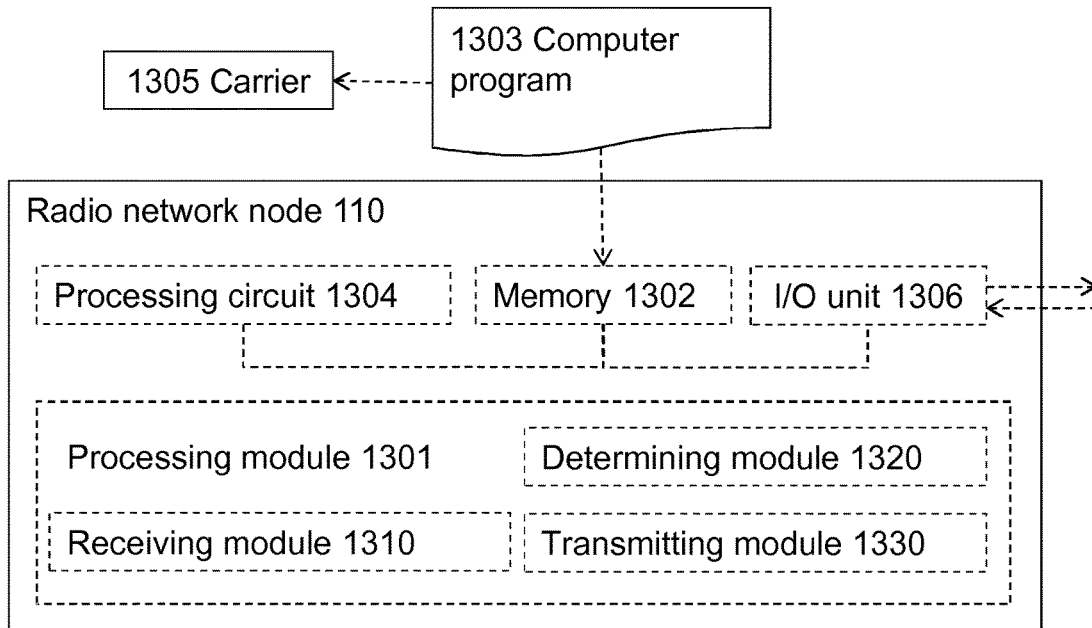 1303 Computer
program
1305 Carrier
Radio network node 110
Processing circuit 1304
Memory 1302
I/O unit 1306
Processing module 1301
Determining module 1320
Receiving module 1310
Transmitting module 1330